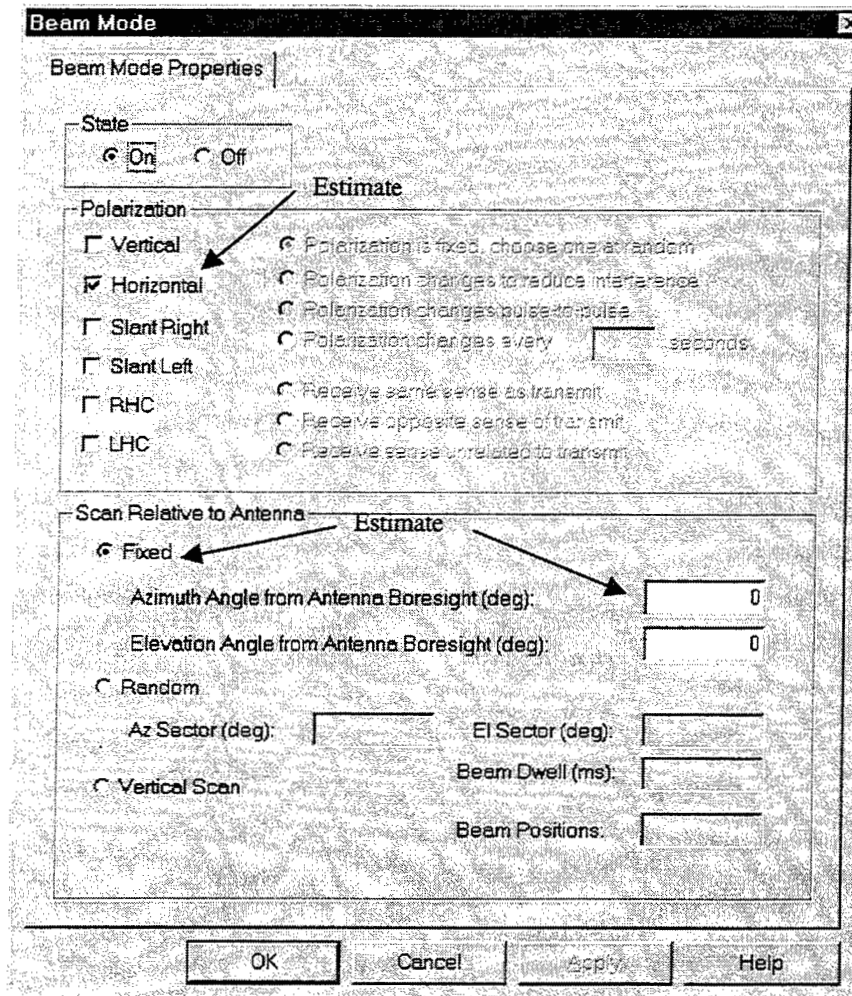 Beam Mode
Beam Mode Properties
State
On Off
Estimate
Polarization
Vertical Polarization is fixed, choose one at random
Horizontal Polarization changes to reduce interference
Slant Right Polarization changes pulse-to-pulse
Polarization changes every seconds
Slant Left
RHC Receive same sense as transmit
Receive opposite sense of transmit
LHC Receive sense unrelated to transmit
Scan Relative to Antenna
Estimate
Fixed
Azimuth Angle from Antenna Boresight (deg): 0
Elevation Angle from Antenna Boresight (deg): 0
Random
Az Sector (deg): El Sector (deg):
Beam Dwell (ms):
Vertical Scan
Beam Positions:
OK Cancel Apply Help